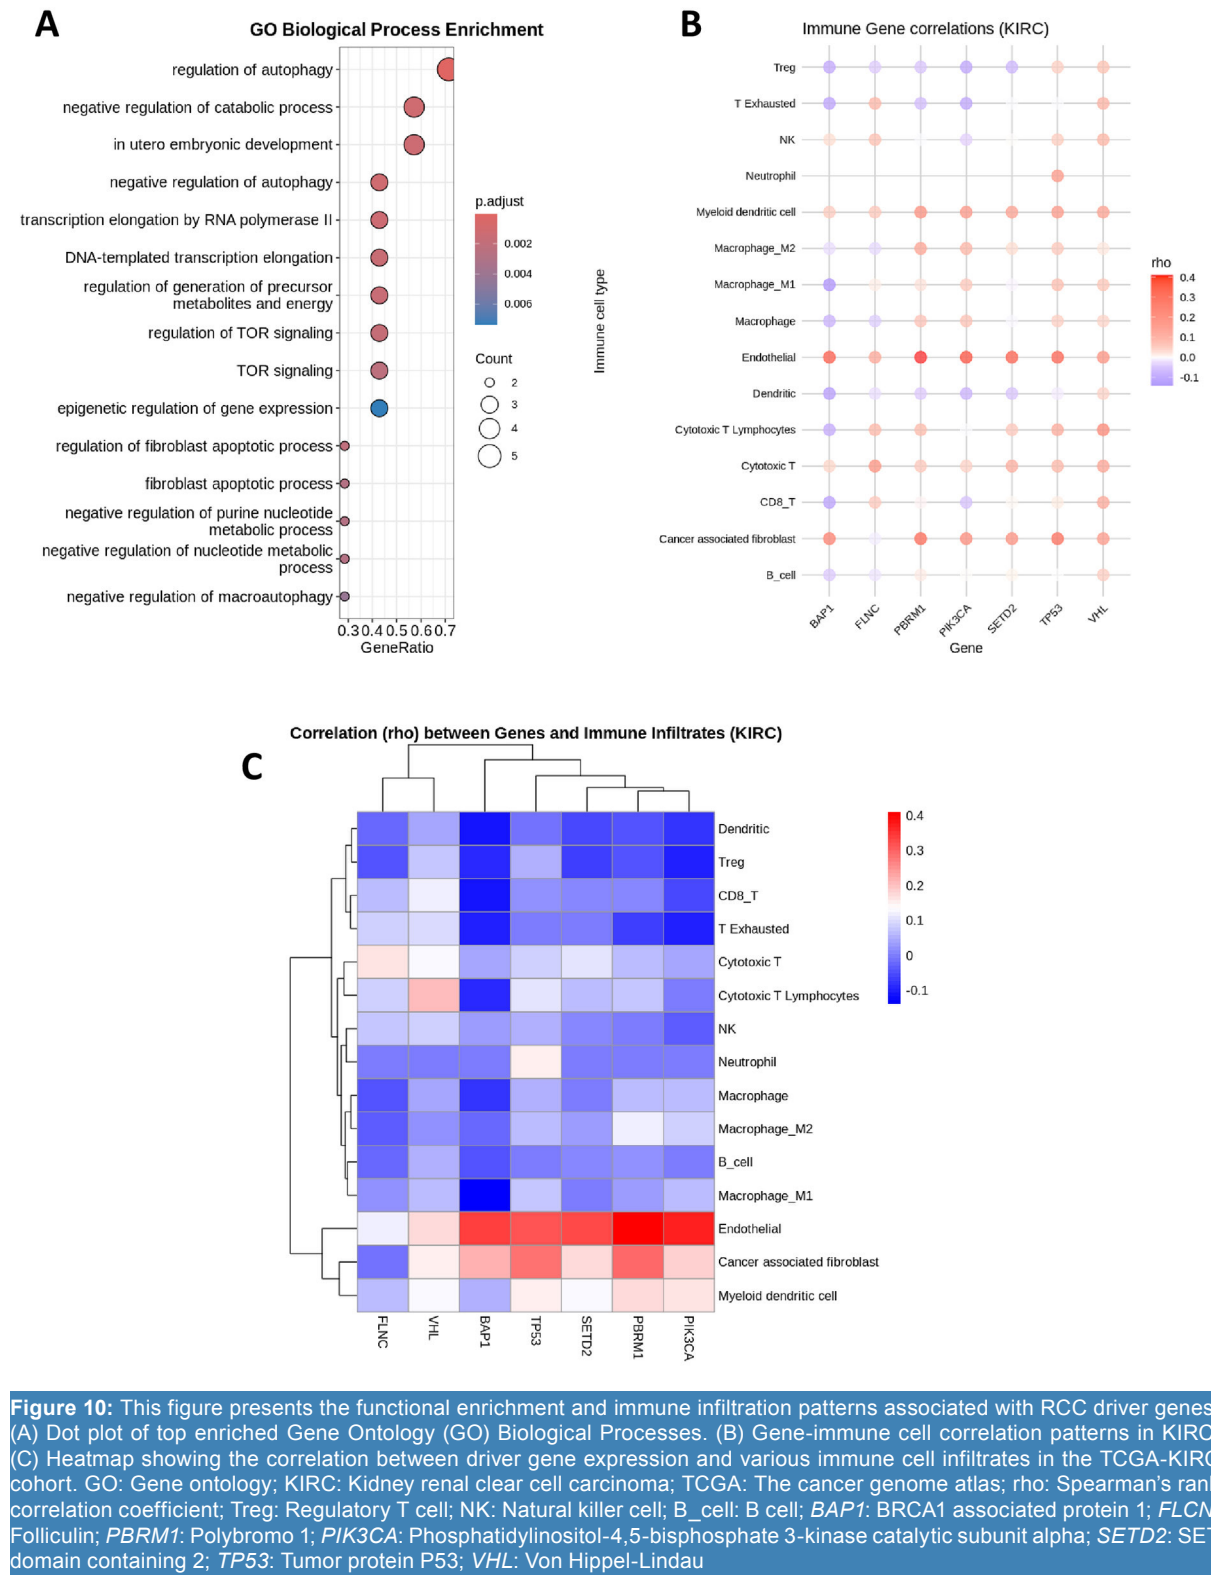 A
GO Biological Process Enrichment
regulation of autophagy
negative regulation of catabolic process
in utero embryonic development
negative regulation of autophagy
transcription elongation by RNA polymerase II
DNA-templated transcription elongation
regulation of generation of precursor
metabolites and energy
regulation of TOR signaling
TOR signaling
epigenetic regulation of gene expression
regulation of fibroblast apoptotic process
fibroblast apoptotic process
negative regulation of purine nucleotide
metabolic process
negative regulation of nucleotide metabolic
process
negative regulation of macroautophagy
0.3 0.4 0.5 0.6 0.7
GeneRatio
p.adjust
0.002
0.004
0.006
Count
2
3
4
5
B
Immune Gene correlations (KIRC)
Immune cell type
Treg
T Exhausted
NK
Neutrophil
Myeloid dendritic cell
Macrophage_M2
Macrophage_M1
Macrophage
Endothelial
Dendritic
Cytotoxic T Lymphocytes
Cytotoxic T
CD8_T
Cancer associated fibroblast
B_cell
BAP1 FLNC PBRM1 PIK3CA SETD2 TP53 VHL
Gene
rho
0.4
0.3
0.2
0.1
0.0
-0.1
Correlation (rho) between Genes and Immune Infiltrates (KIRC)
C
Dendritic
Treg
CD8_T
T Exhausted
Cytotoxic T
Cytotoxic T Lymphocytes
NK
Neutrophil
Macrophage
Macrophage_M2
B_cell
Macrophage_M1
Endothelial
Cancer associated fibroblast
Myeloid dendritic cell
FLNC VHL BAP1 TP53 SETD2 PBRM1 PIK3CA
0.4
0.3
0.2
0.1
0
-0.1
Figure 10: This figure presents the functional enrichment and immune infiltration patterns associated with RCC driver genes.
(A) Dot plot of top enriched Gene Ontology (GO) Biological Processes. (B) Gene-immune cell correlation patterns in KIRC.
(C) Heatmap showing the correlation between driver gene expression and various immune cell infiltrates in the TCGA-KIRC
cohort. GO: Gene ontology; KIRC: Kidney renal clear cell carcinoma; TCGA: The cancer genome atlas; rho: Spearman's rank
correlation coefficient; Treg: Regulatory T cell; NK: Natural killer cell; B_cell: B cell; BAP1: BRCA1 associated protein 1; FLCN:
Folliculin; PBRM1: Polybromo 1; PIK3CA: Phosphatidylinositol-4,5-bisphosphate 3-kinase catalytic subunit alpha; SETD2: SET
domain containing 2; TP53: Tumor protein P53; VHL: Von Hippel-Lindau